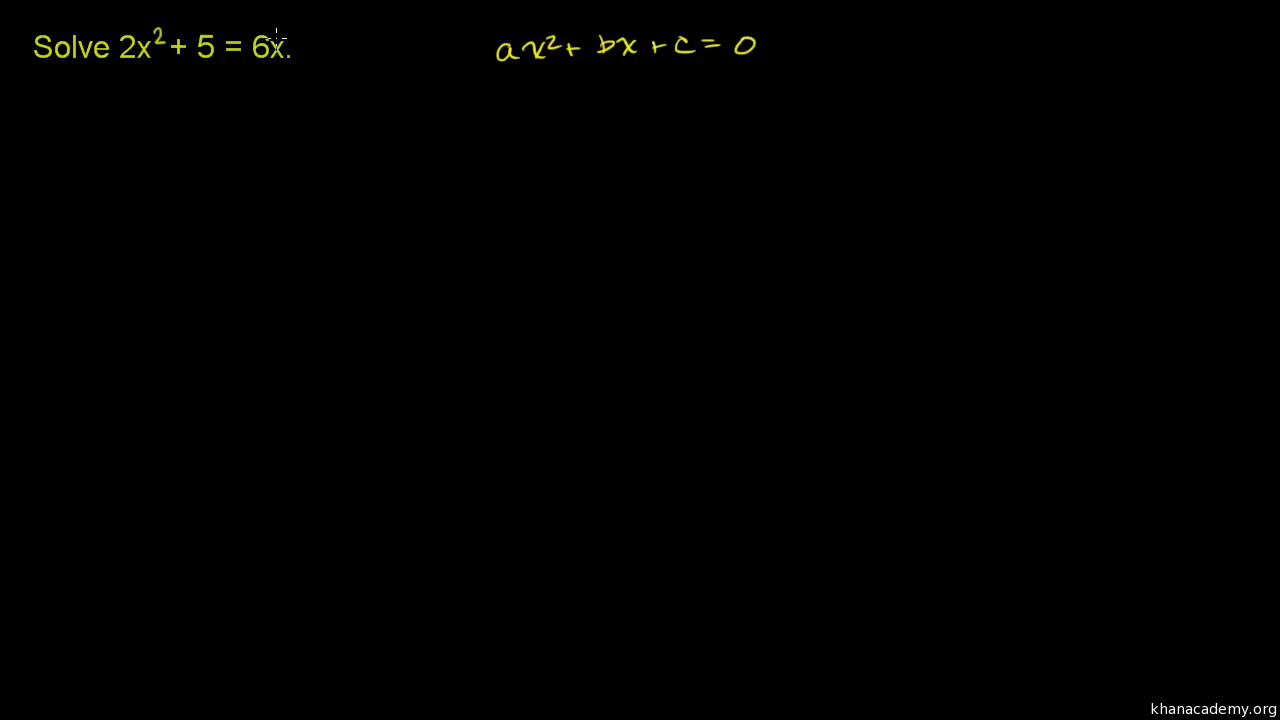 Solve 2x² + 5 = 6x.
ax² + bx + c = 0
khanacademy.org